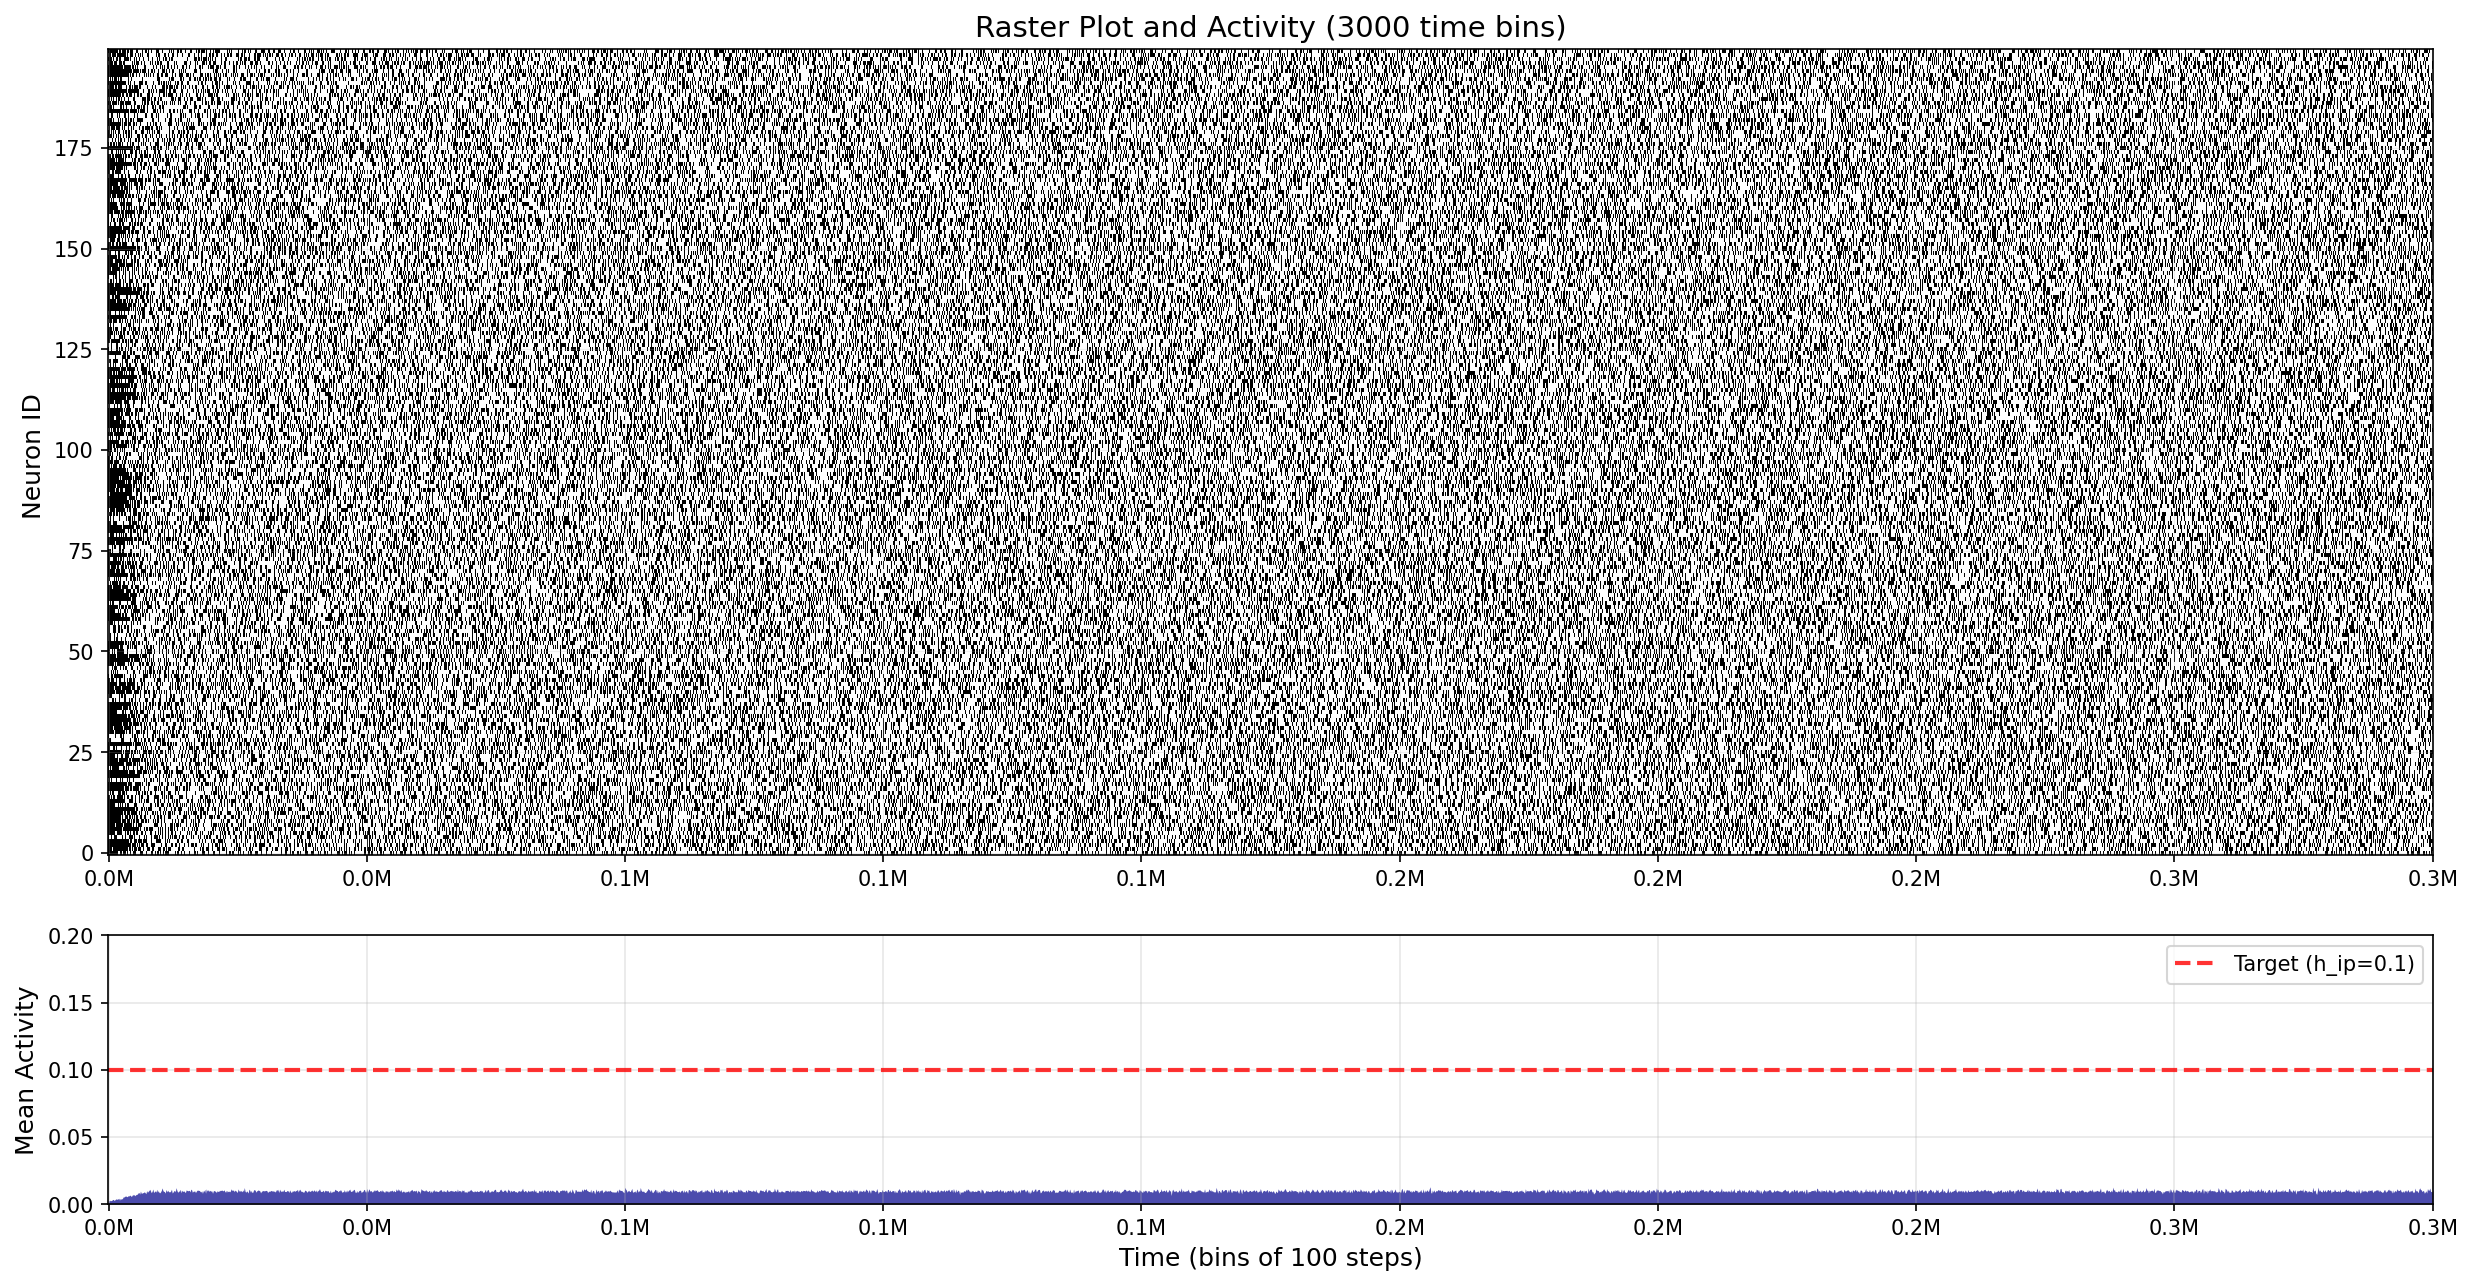 Raster Plot and Activity (3000 time bins)
Neuron ID
175
150
125
100
75
50
25
0
0.0M 0.0M 0.1M 0.1M 0.1M 0.2M 0.2M 0.2M 0.3M 0.3M
Mean Activity
0.20
0.15
0.10
0.05
0.00
Target (h_ip=0.1)
0.0M 0.0M 0.1M 0.1M 0.1M 0.2M 0.2M 0.2M 0.3M 0.3M
Time (bins of 100 steps)